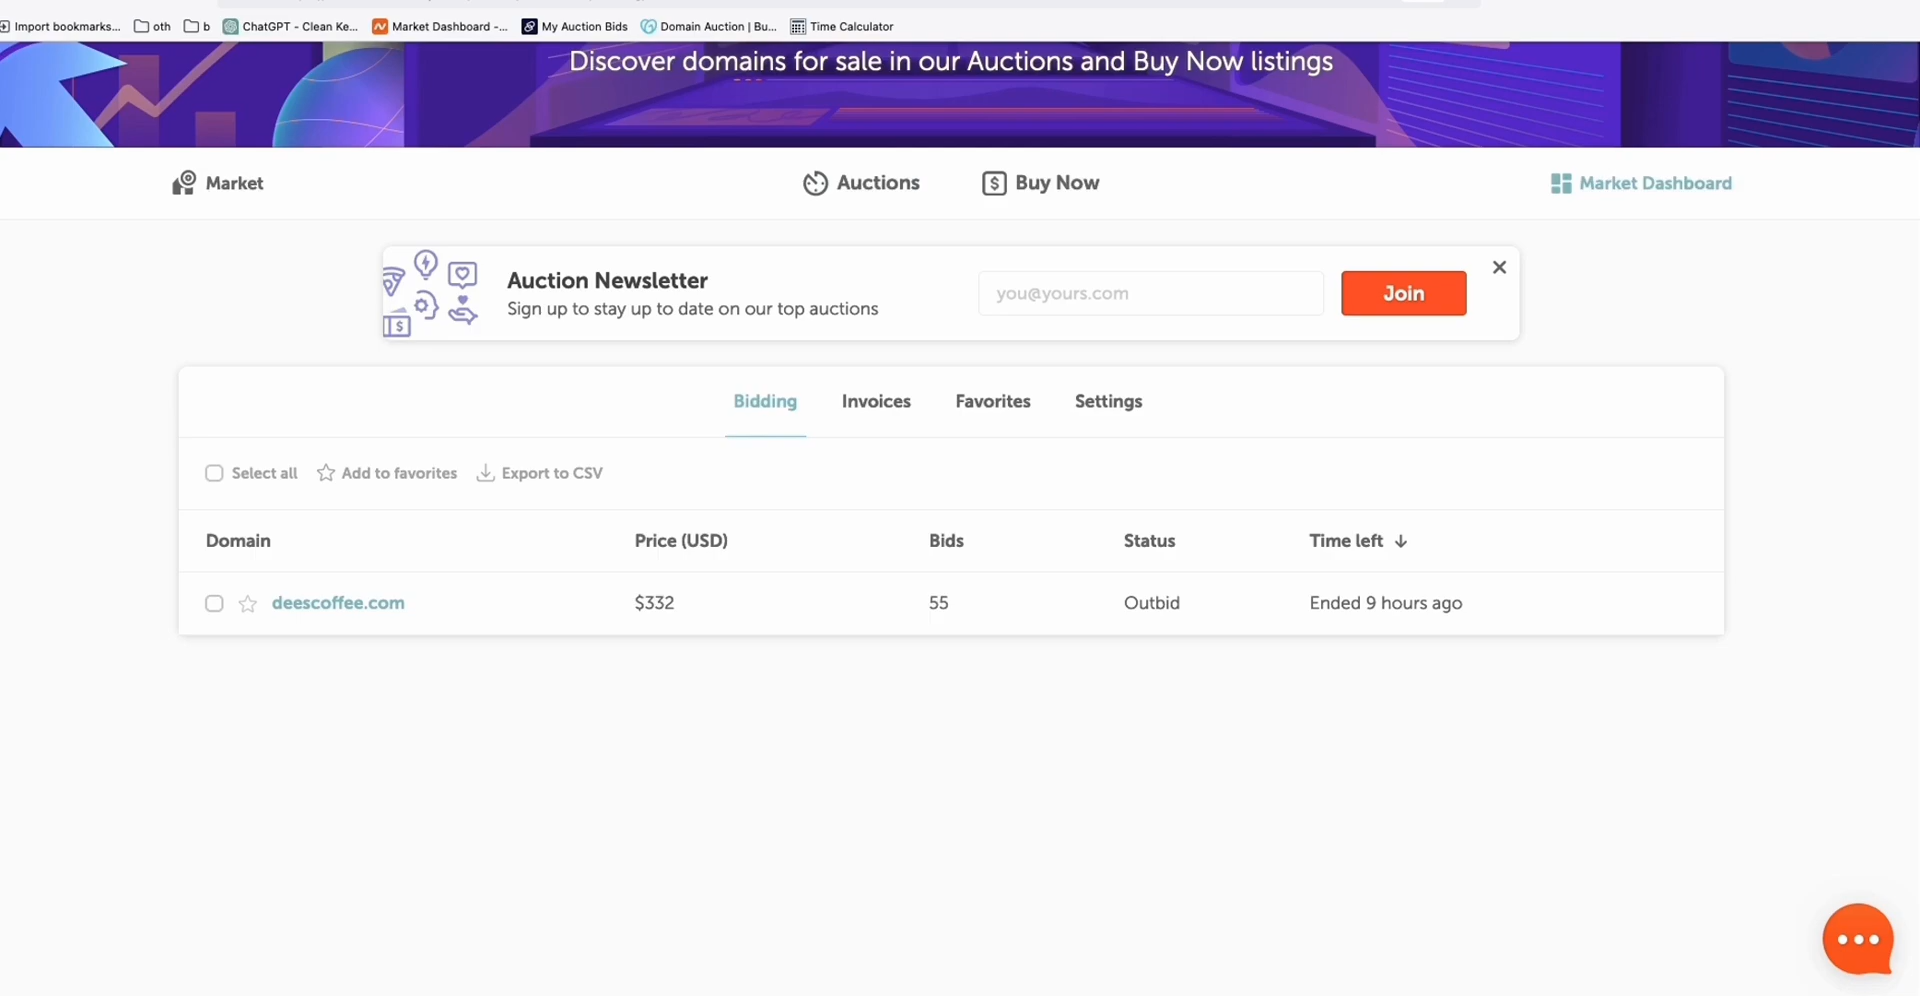 Import bookmarks... oth b ChatGPT - Clean Ke... Market Dashboard -... My Auction Bids Domain Auction | Bu... Time Calculator
Discover domains for sale in our Auctions and Buy Now listings
Market Auctions Buy Now Market Dashboard
Auction Newsletter
Sign up to stay up to date on our top auctions
you@yours.com
Join
Bidding Invoices Favorites Settings
Select all Add to favorites Export to CSV
Domain Price (USD) Bids Status Time left ↓
deescoffee.com $332 55 Outbid Ended 9 hours ago